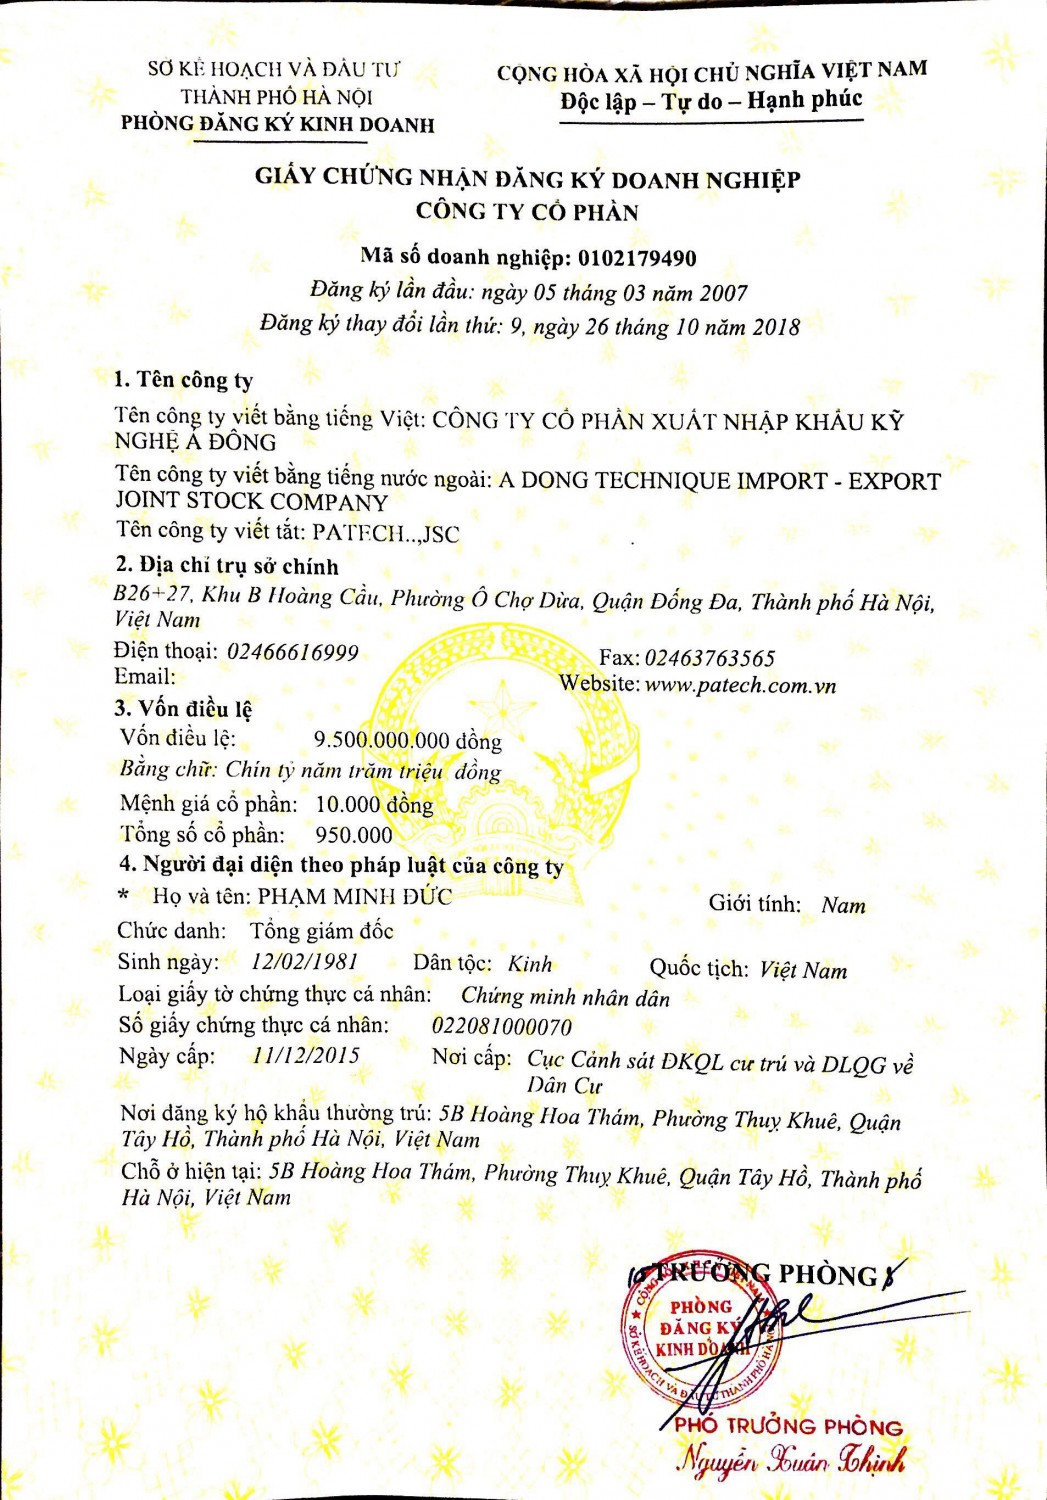 SỞ KẾ HOẠCH VÀ ĐẦU TƯ
THÀNH PHỐ HÀ NỘI
PHÒNG ĐĂNG KÝ KINH DOANH
CỘNG HÒA XÃ HỘI CHỦ NGHĨA VIỆT NAM
Độc lập – Tự do – Hạnh phúc
GIẤY CHỨNG NHẬN ĐĂNG KÝ DOANH NGHIỆP
CÔNG TY CỔ PHẦN
Mã số doanh nghiệp: 0102179490
Đăng ký lần đầu: ngày 05 tháng 03 năm 2007
Đăng ký thay đổi lần thứ: 9, ngày 26 tháng 10 năm 2018
1. Tên công ty
Tên công ty viết bằng tiếng Việt: CÔNG TY CỔ PHẦN XUẤT NHẬP KHẨU KỸ
NGHỆ Á ĐÔNG
Tên công ty viết bằng tiếng nước ngoài: A DONG TECHNIQUE IMPORT - EXPORT
JOINT STOCK COMPANY
Tên công ty viết tắt: PATECH..,JSC
2. Địa chỉ trụ sở chính
B26+27, Khu B Hoàng Cầu, Phường Ô Chợ Dừa, Quận Đống Đa, Thành phố Hà Nội,
Việt Nam
Điện thoại: 02466616999
Fax: 02463763565
Email:
Website: www.patech.com.vn
3. Vốn điều lệ
Vốn điều lệ: 9.500.000.000 đồng
Bằng chữ: Chín tỷ năm trăm triệu đồng
Mệnh giá cổ phần: 10.000 đồng
Tổng số cổ phần: 950.000
4. Người đại diện theo pháp luật của công ty
* Họ và tên: PHẠM MINH ĐỨC Giới tính: Nam
Chức danh: Tổng giám đốc
Sinh ngày: 12/02/1981 Dân tộc: Kinh Quốc tịch: Việt Nam
Loại giấy tờ chứng thực cá nhân: Chứng minh nhân dân
Số giấy chứng thực cá nhân: 022081000070
Ngày cấp: 11/12/2015 Nơi cấp: Cục Cảnh sát ĐKQL cư trú và DLQG về
Dân Cư
Nơi đăng ký hộ khẩu thường trú: 5B Hoàng Hoa Thám, Phường Thuỵ Khuê, Quận
Tây Hồ, Thành phố Hà Nội, Việt Nam
Chỗ ở hiện tại: 5B Hoàng Hoa Thám, Phường Thuỵ Khuê, Quận Tây Hồ, Thành phố
Hà Nội, Việt Nam
TRƯỞNG PHÒNG
PHÒNG
ĐĂNG KÝ
KINH DOANH
SỞ KẾ HOẠCH VÀ ĐẦU TƯ THÀNH PHỐ HÀ NỘI
PHÓ TRƯỞNG PHÒNG
Nguyễn Xuân Thịnh